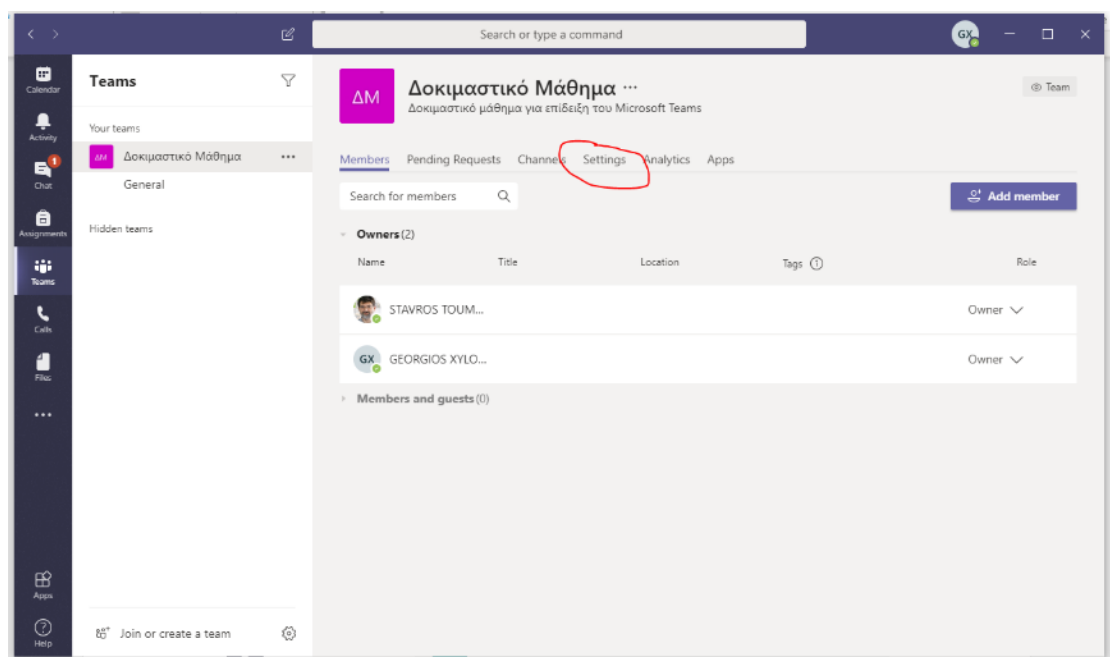 Search or type a command
GX
Calendar
Activity
1
Chat
Assignments
Teams
Calls
Files
Apps
Help
Teams
Your teams
ΔΜ Δοκιμαστικό Μάθημα ...
General
Hidden teams
Join or create a team
ΔΜ
Δοκιμαστικό Μάθημα ...
Δοκιμαστικό μάθημα για επίδειξη του Microsoft Teams
Team
Members Pending Requests Channels Settings Analytics Apps
Search for members
Add member
Owners (2)
Name Title Location Tags Role
STAVROS TOUM... Owner
GX GEORGIOS XYLO... Owner
Members and guests (0)